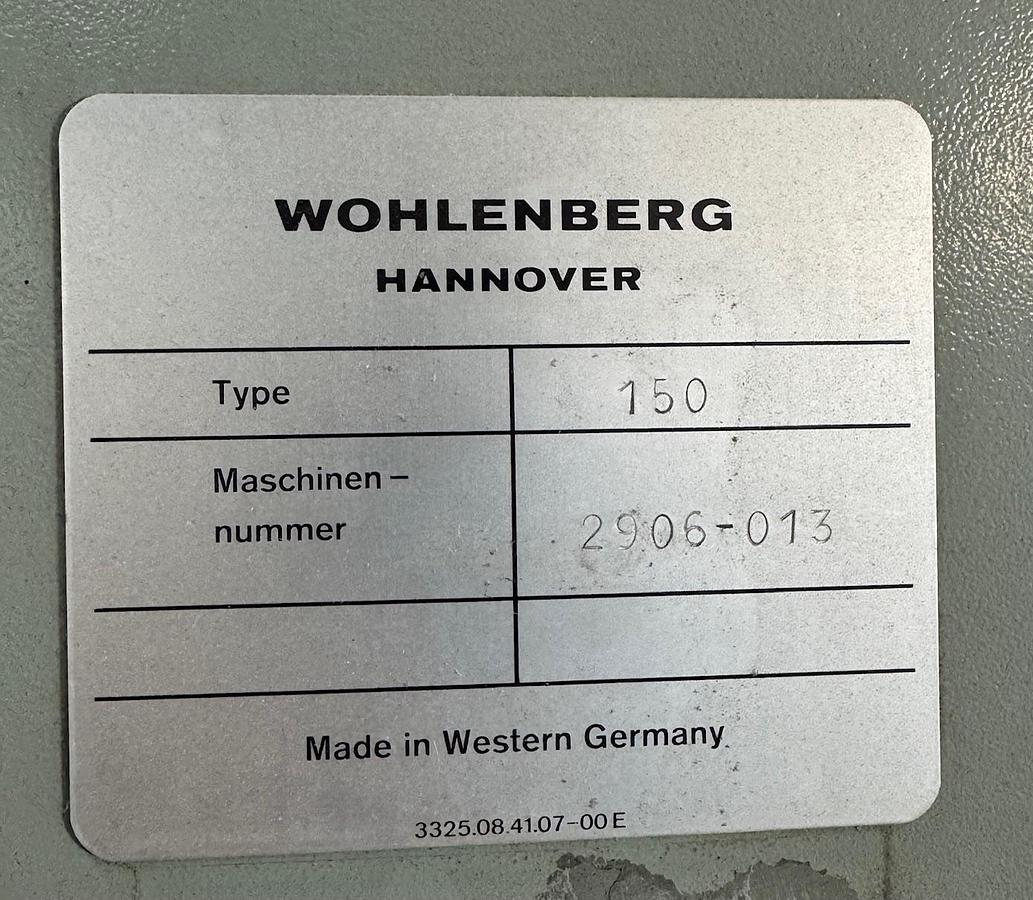 WOHLENBERG
HANNOVER
Type 150
Maschinen-
nummer 2906-013
Made in Western Germany
3325.08.41.07-00 E